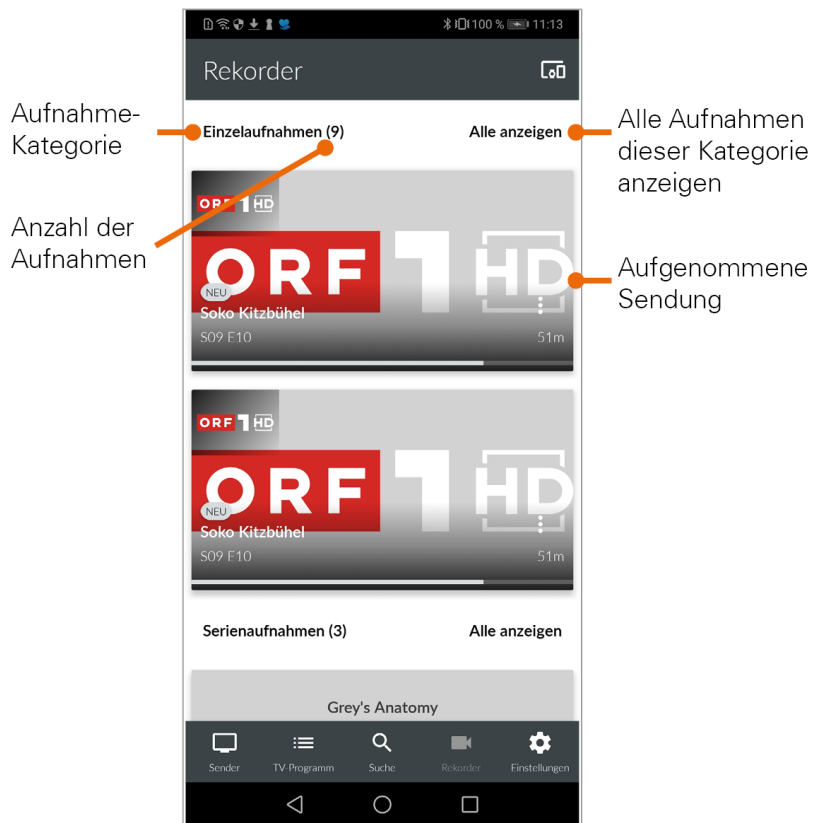 100 % 11:13
Rekorder
Aufnahme-
Kategorie
Einzelaufnahmen (9)
Alle anzeigen
Alle Aufnahmen
dieser Kategorie
anzeigen
Anzahl der
Aufnahmen
ORF 1 HD
ORF 1 HD
NEU
Soko Kitzbühel
S09 E10
51m
Aufgenommene
Sendung
ORF 1 HD
ORF 1 HD
NEU
Soko Kitzbühel
S09 E10
51m
Serienaufnahmen (3)
Alle anzeigen
Grey's Anatomy
Sender
TV-Programm
Suche
Rekorder
Einstellungen